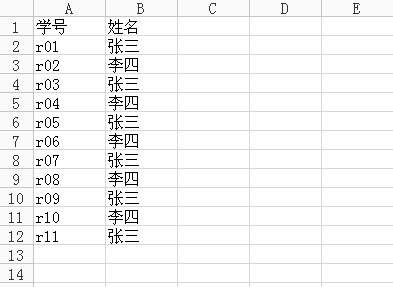 A B C D E
1 学号 姓名
2 r01 张三
3 r02 李四
4 r03 张三
5 r04 李四
6 r05 张三
7 r06 李四
8 r07 张三
9 r08 李四
10 r09 张三
11 r10 李四
12 r11 张三
13
14